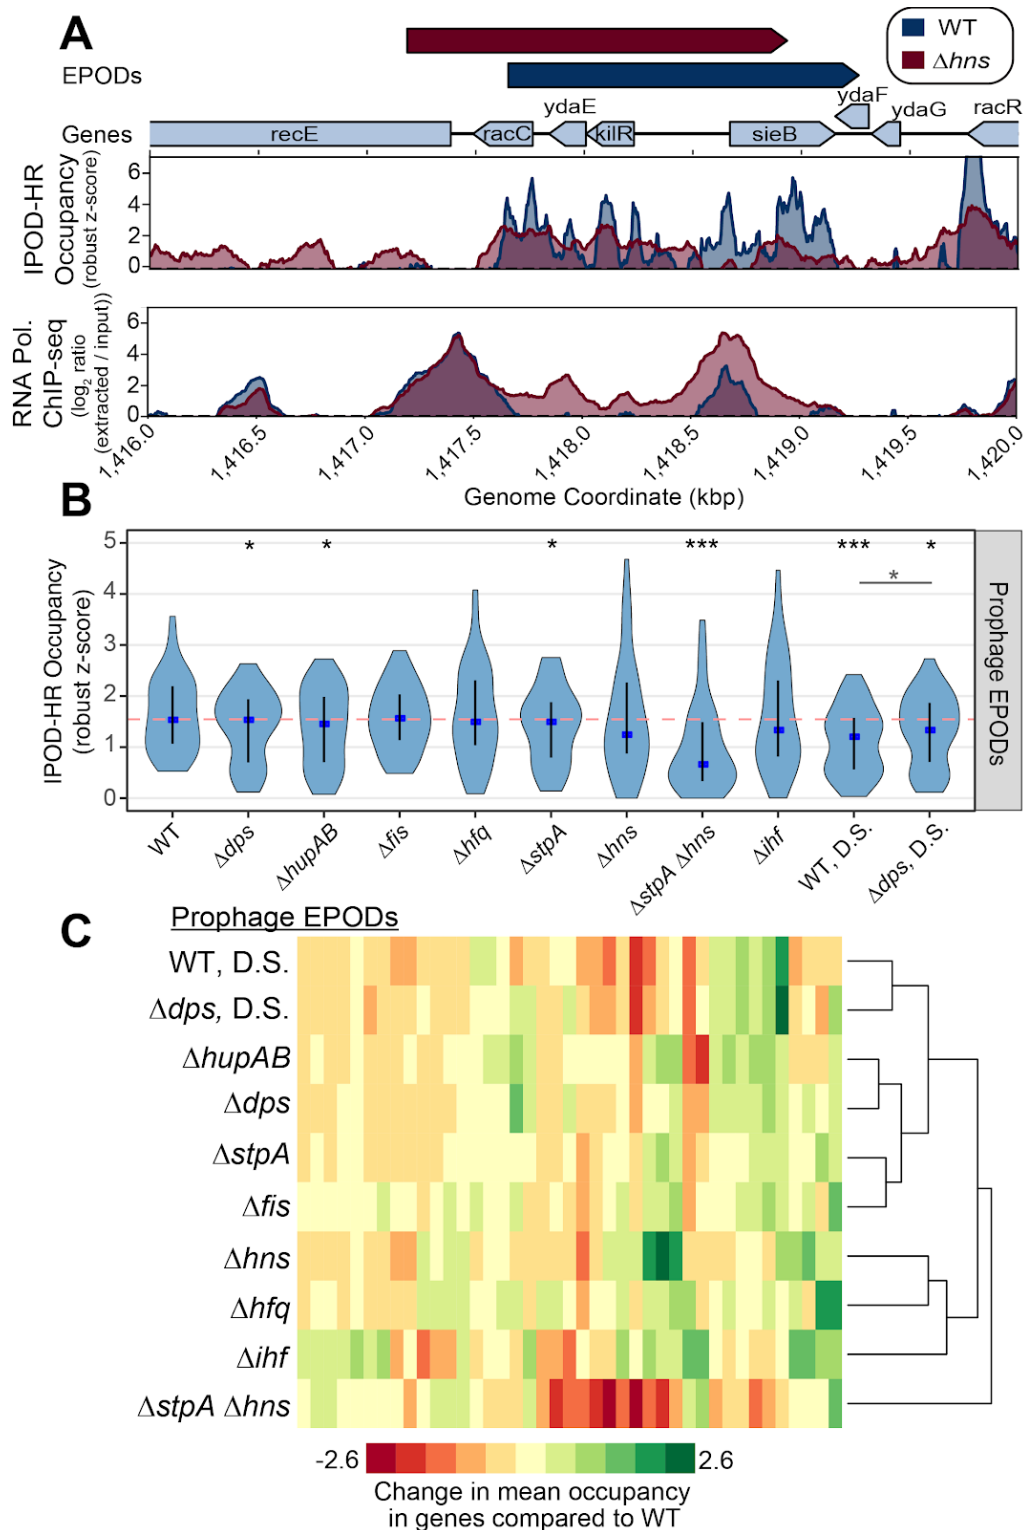 A
WT
Δhns
EPODs
ydaE
ydaF
ydaG
racR
Genes
recE
racC
kilR
sieB
IPOD-HR
Occupancy
(robust z-score)
6
4
2
0
RNA Pol.
ChIP-seq
(log2 ratio
(extracted / input))
6
4
2
0
1,416.0
1,416.5
1,417.0
1,417.5
1,418.0
1,418.5
1,419.0
1,419.5
1,420.0
Genome Coordinate (kbp)
B
IPOD-HR Occupancy
(robust z-score)
5
4
3
2
1
0
* * * *** *** *
*
Prophage EPODs
WT
Δdps
ΔhupAB
Δfis
Δhfq
ΔstpA
Δhns
ΔstpA Δhns
Δihf
WT, D.S.
Δdps, D.S.
C
Prophage EPODs
WT, D.S.
Δdps, D.S.
ΔhupAB
Δdps
ΔstpA
Δfis
Δhns
Δhfq
Δihf
ΔstpA Δhns
-2.6 2.6
Change in mean occupancy
in genes compared to WT